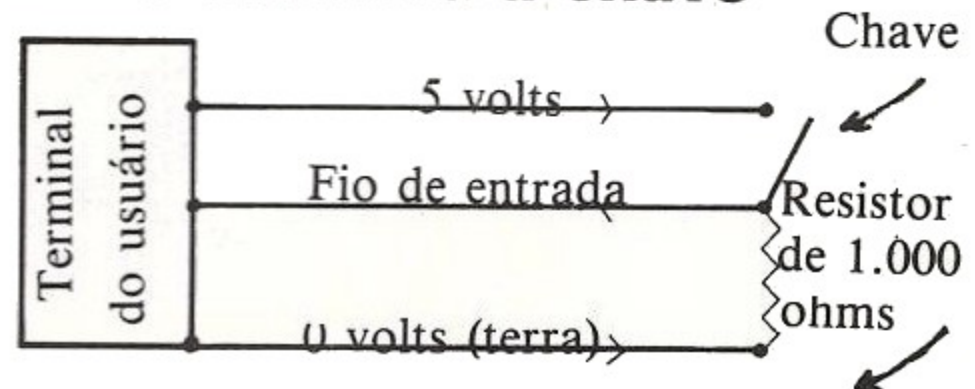 Chave
5 volts
Terminal
do usuário
Fio de entrada
Resistor
de 1.000
ohms
0 volts (terra)